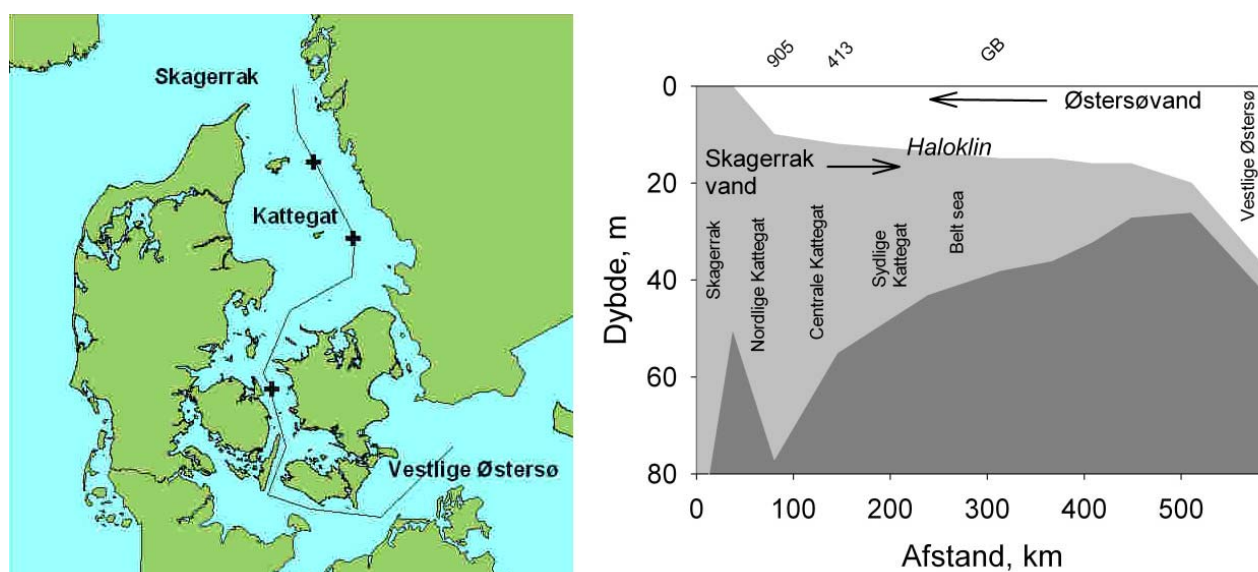 Skagerrak
Kattegat
Vestlige Østersø
905
413
GB
0
20
40
60
80
Dybde, m
Østersøvand
Haloklin
Skagerrak
vand
Skagerrak
Nordlige Kattegat
Centrale Kattegat
Sydlige
Kattegat
Belt sea
Vestlige Østersø
0
100
200
300
400
500
Afstand, km